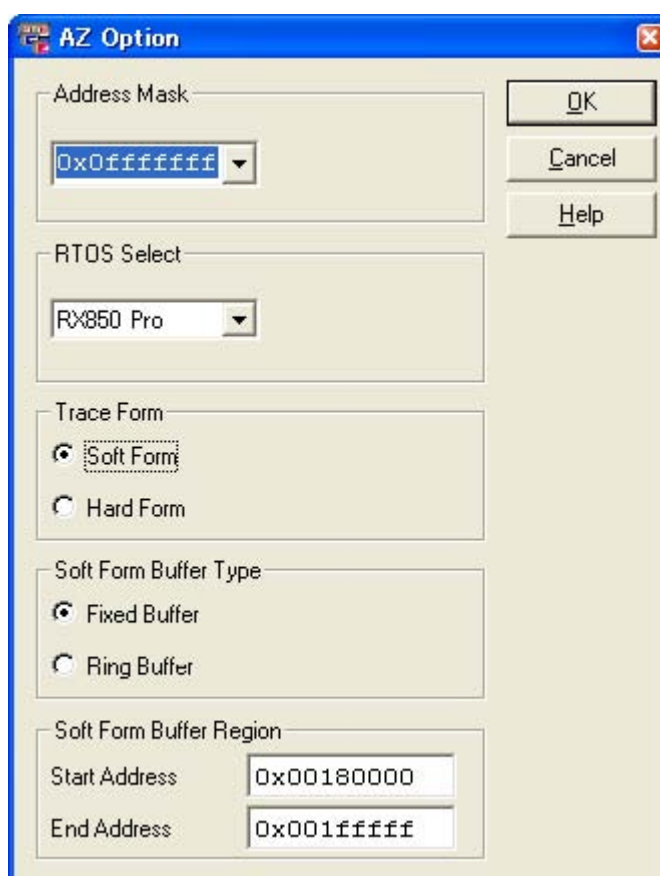 AZ Option
Address Mask
0x0fffffff
RTOS Select
RX850 Pro
Trace Form
Soft Form
Hard Form
Soft Form Buffer Type
Fixed Buffer
Ring Buffer
Soft Form Buffer Region
Start Address 0x00180000
End Address 0x001fffff
OK
Cancel
Help